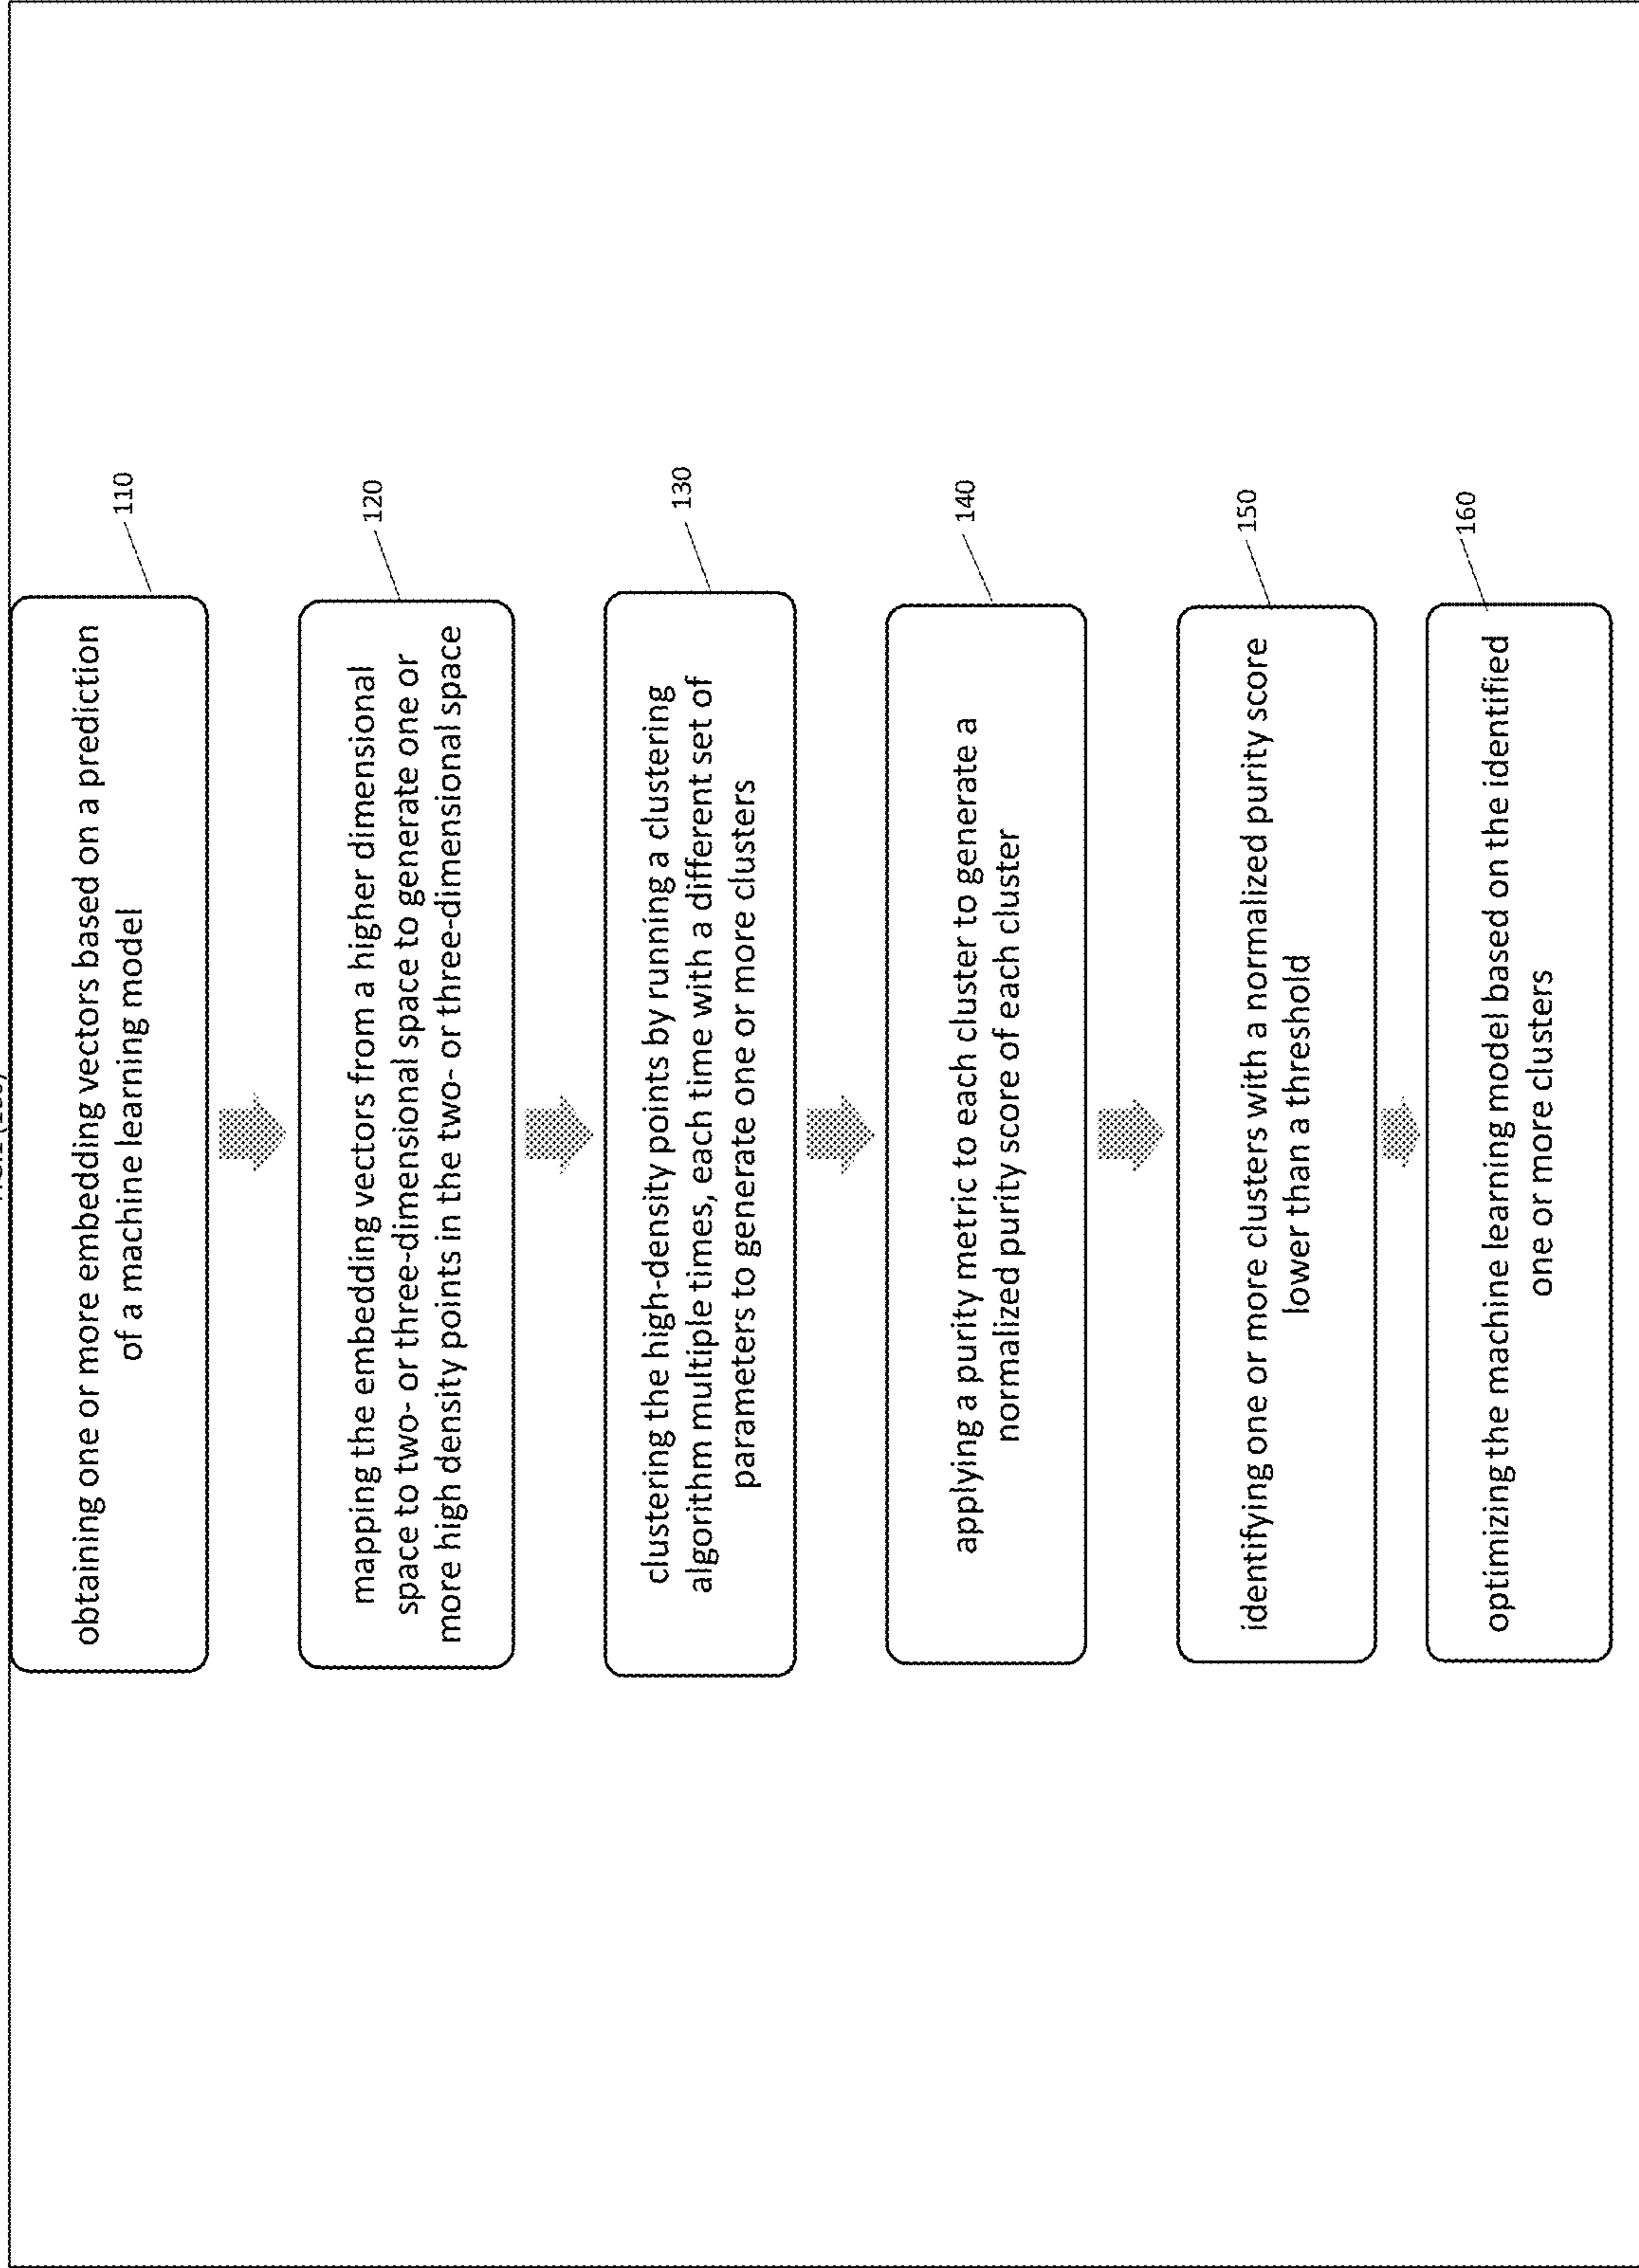 obtaining one or more embedding vectors based on a prediction
of a machine learning model
110
mapping the embedding vectors from a higher dimensional
space to two- or three-dimensional space to generate one or
more high density points in the two- or three-dimensional space
120
clustering the high-density points by running a clustering
algorithm multiple times, each time with a different set of
parameters to generate one or more clusters
130
applying a purity metric to each cluster to generate a
normalized purity score of each cluster
140
identifying one or more clusters with a normalized purity score
lower than a threshold
150
optimizing the machine learning model based on the identified
one or more clusters
160